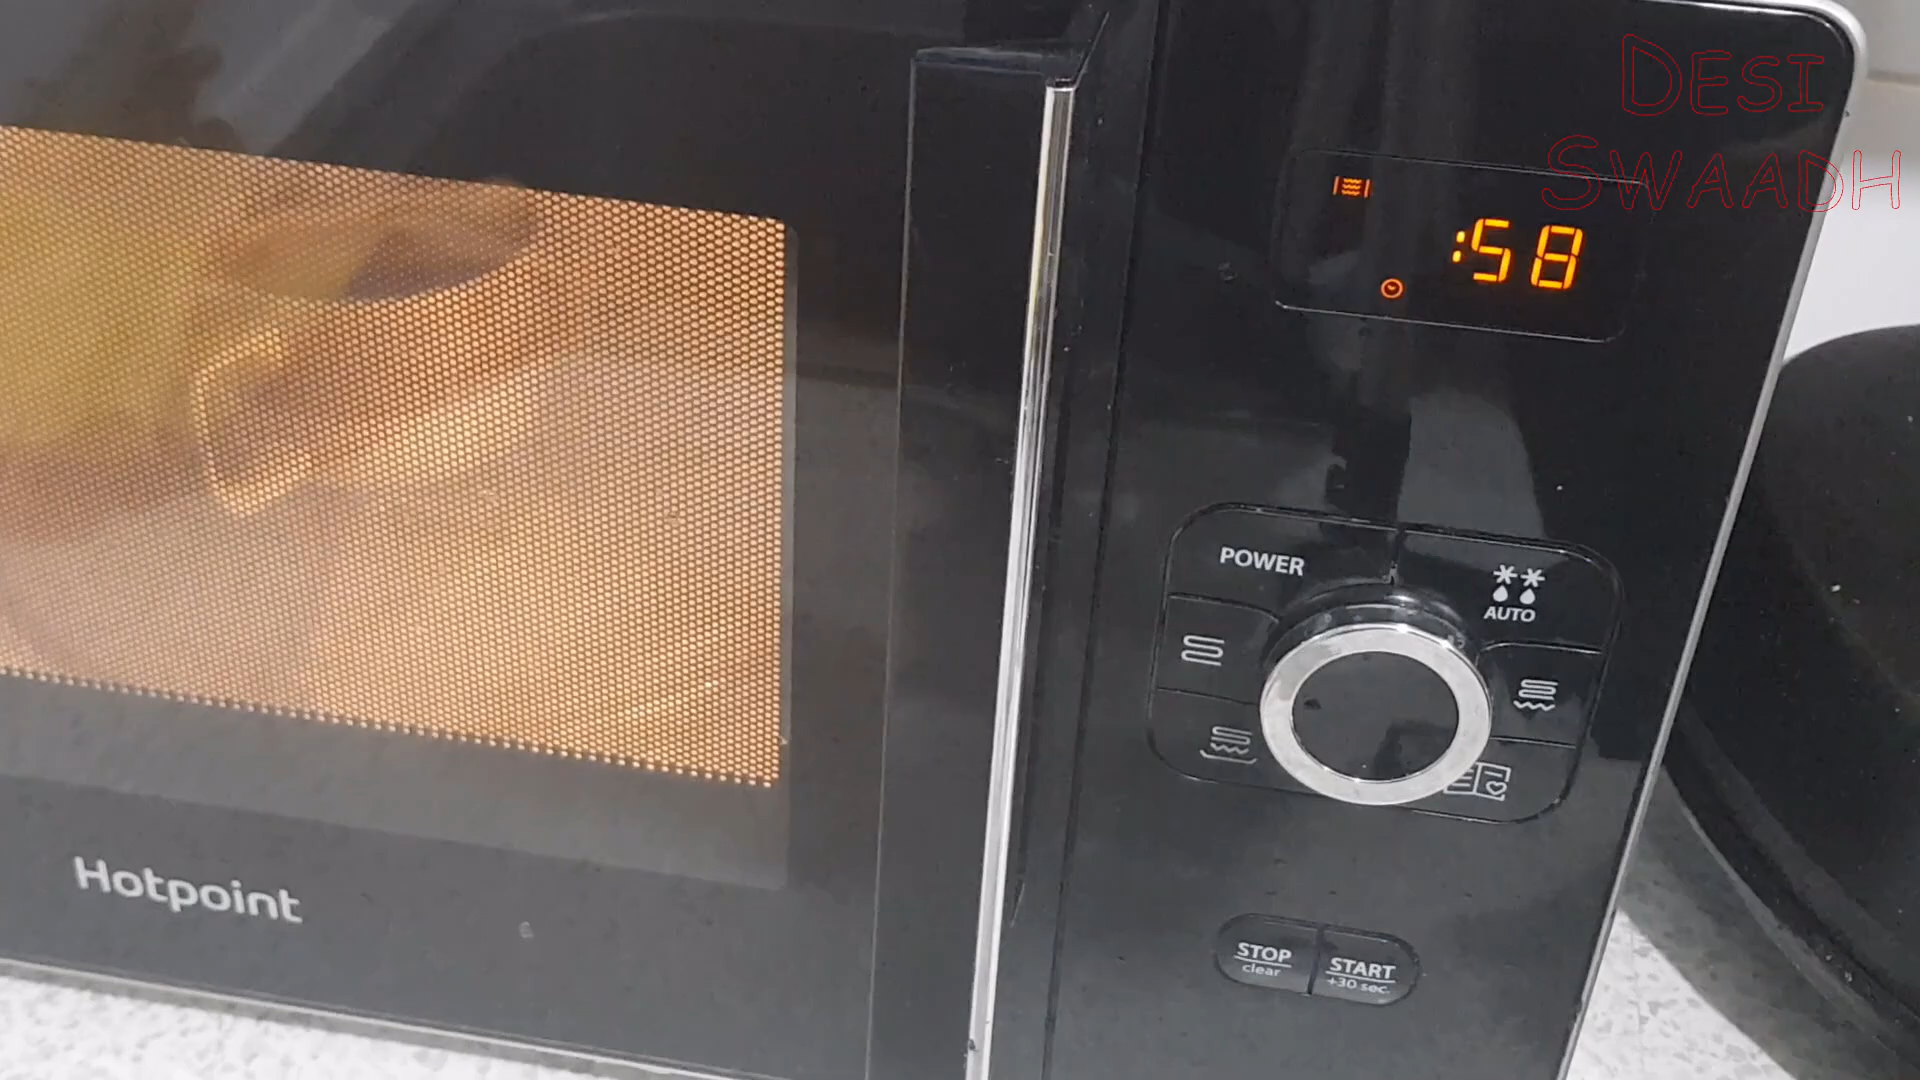 DESI
SWAADH
:58
POWER
AUTO
Hotpoint
STOP
clear
START
+30 sec.